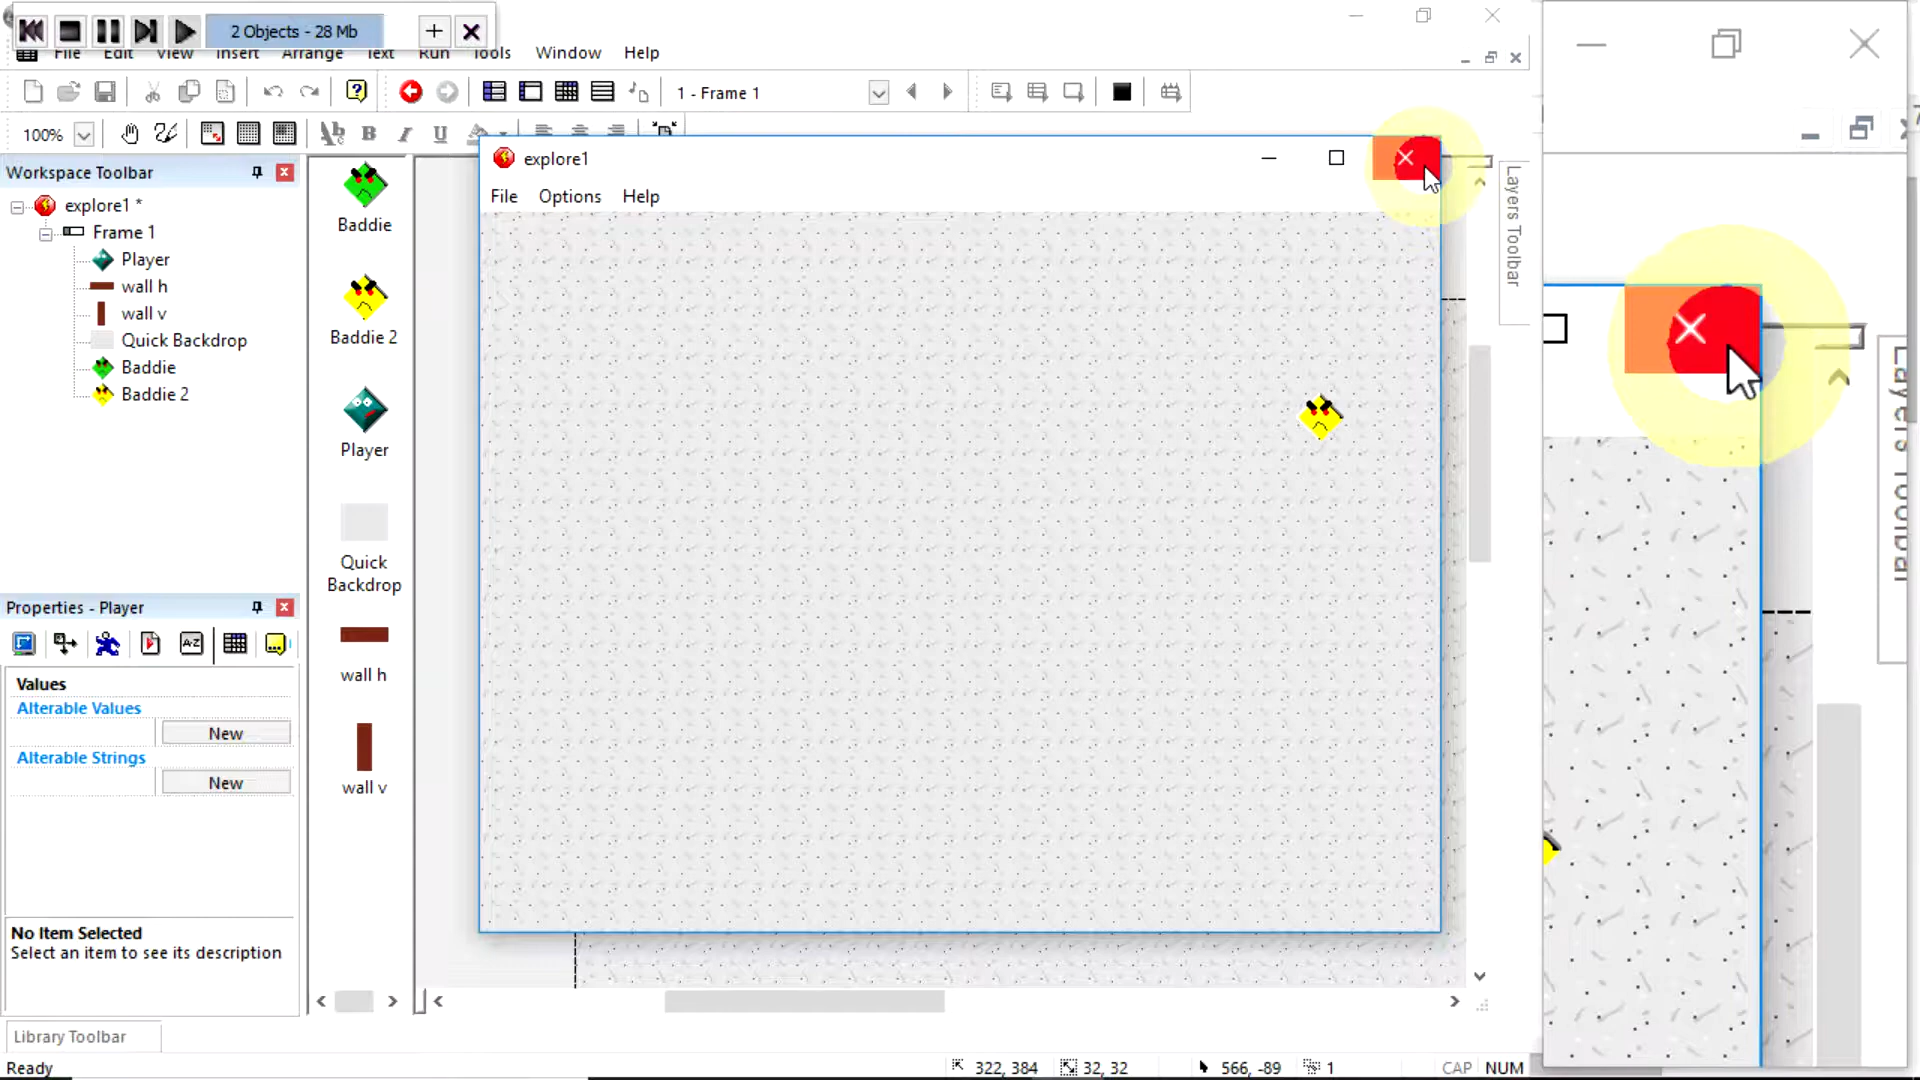 2 Objects - 28 Mb
File Edit View Insert Arrange Text Run Tools Window Help
1 - Frame 1
100%
Workspace Toolbar
explore1 *
Frame 1
Player
wall h
wall v
Quick Backdrop
Baddie
Baddie 2
Baddie
Baddie 2
Player
Quick
Backdrop
wall h
wall v
explore1
File Options Help
Layers Toolbar
Layers Toolbar
Properties - Player
A-Z
Values
Alterable Values
New
Alterable Strings
New
No Item Selected
Select an item to see its description
Library Toolbar
Ready
322, 384
32, 32
566, -89
1
CAP
NUM